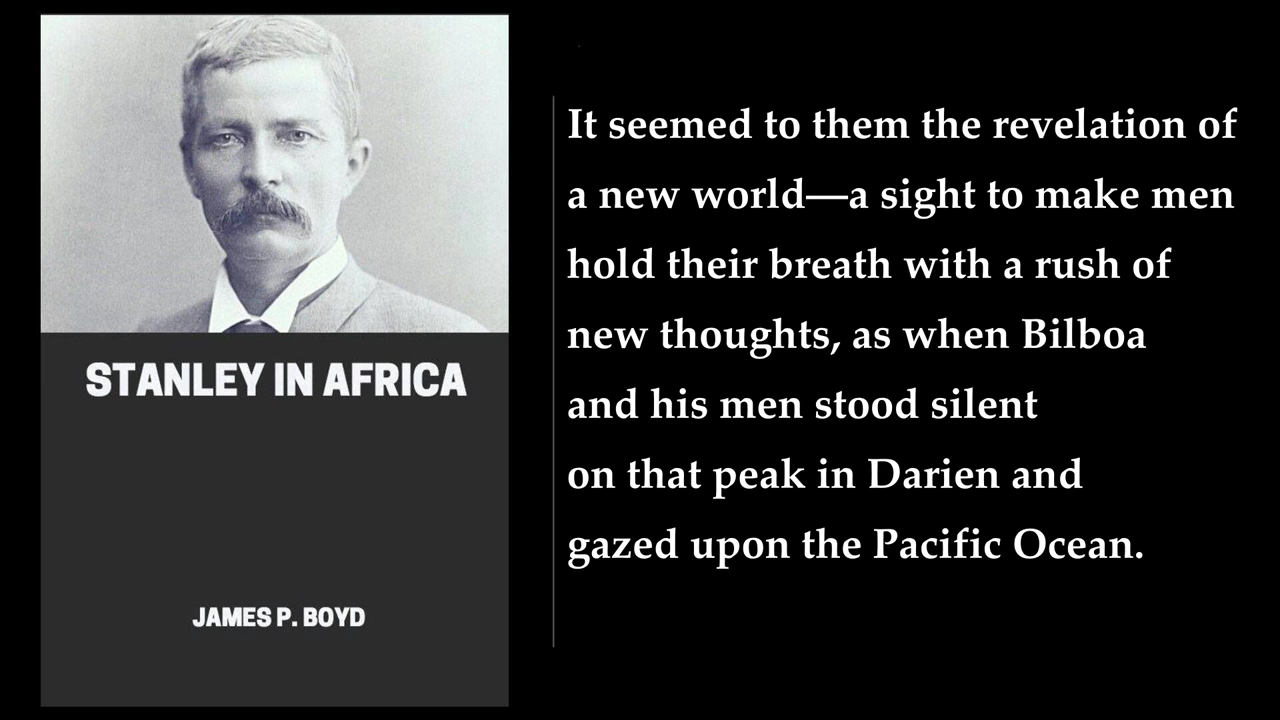 STANLEY IN AFRICA
JAMES P. BOYD
It seemed to them the revelation of
a new world—a sight to make men
hold their breath with a rush of
new thoughts, as when Bilboa
and his men stood silent
on that peak in Darien and
gazed upon the Pacific Ocean.